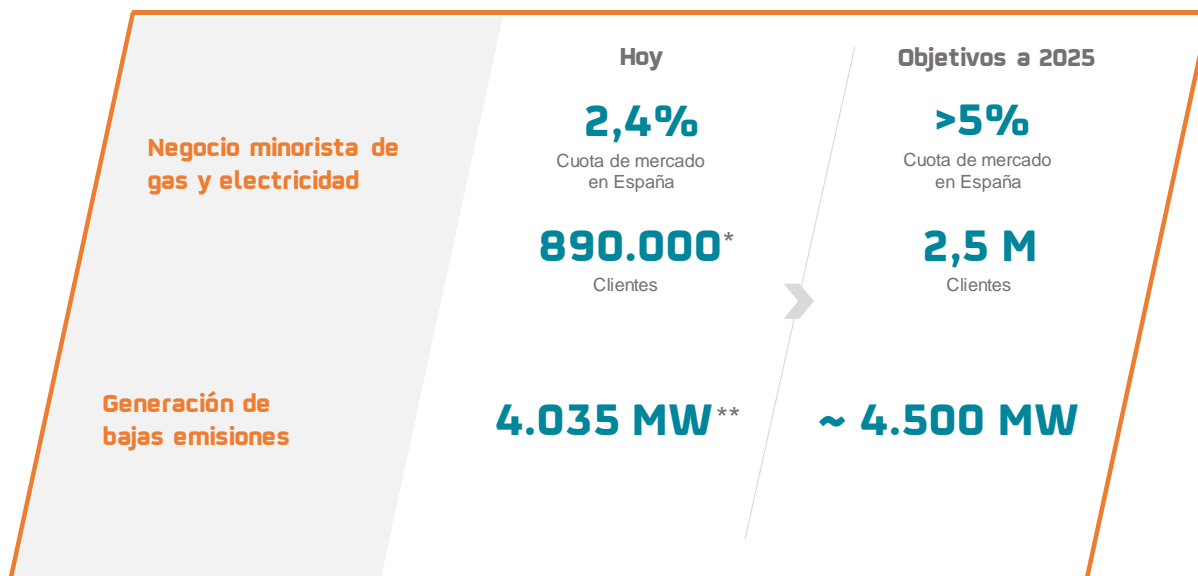 Hoy
Objetivos a 2025
Negocio minorista de
gas y electricidad
2,4%
Cuota de mercado
en España
>5%
Cuota de mercado
en España
890.000*
Clientes
2,5 M
Clientes
Generación de
bajas emisiones
4.035 MW**
~ 4.500 MW